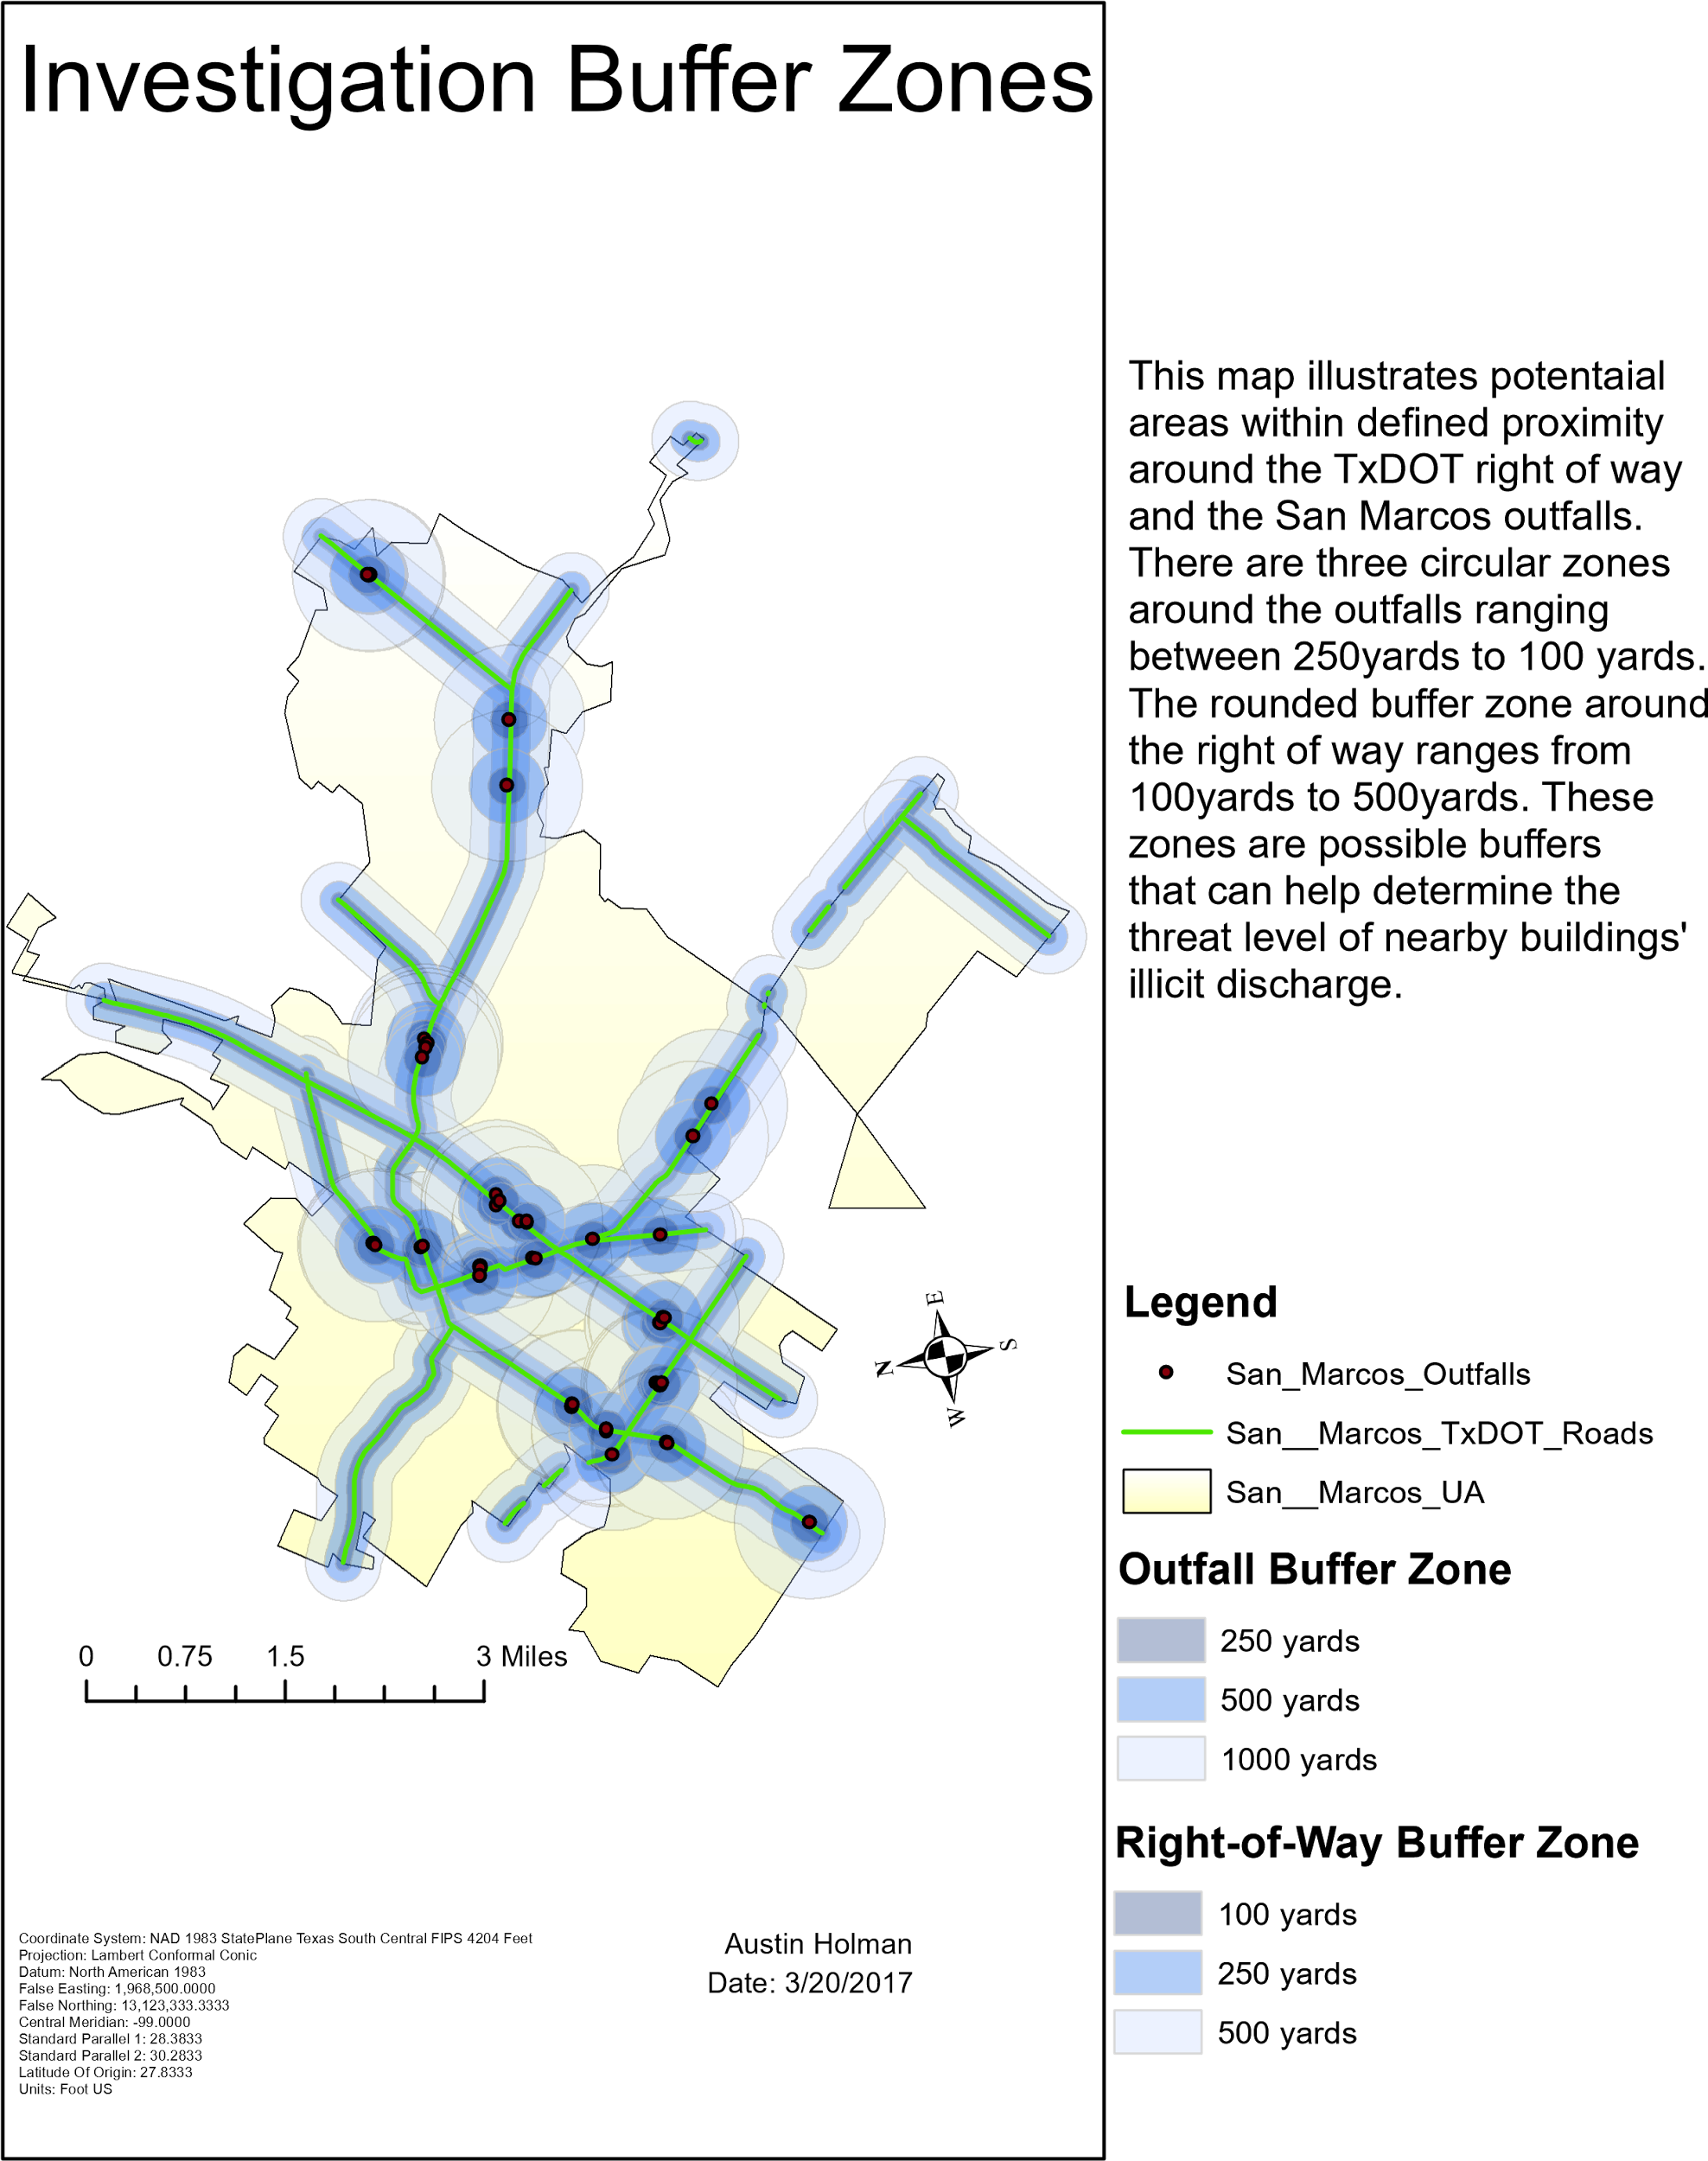 Investigation Buffer Zones
This map illustrates potentaial
areas within defined proximity
around the TxDOT right of way
and the San Marcos outfalls.
There are three circular zones
around the outfalls ranging
between 250yards to 100 yards.
The rounded buffer zone around
the right of way ranges from
100yards to 500yards. These
zones are possible buffers
that can help determine the
threat level of nearby buildings'
illicit discharge.
E
S
N
W
Legend
San_Marcos_Outfalls
San__Marcos_TxDOT_Roads
San__Marcos_UA
Outfall Buffer Zone
250 yards
500 yards
1000 yards
Right-of-Way Buffer Zone
100 yards
250 yards
500 yards
0 0.75 1.5 3 Miles
Coordinate System: NAD 1983 StatePlane Texas South Central FIPS 4204 Feet
Projection: Lambert Conformal Conic
Datum: North American 1983
False Easting: 1,968,500.0000
False Northing: 13,123,333.3333
Central Meridian: -99.0000
Standard Parallel 1: 28.3833
Standard Parallel 2: 30.2833
Latitude Of Origin: 27.8333
Units: Foot US
Austin Holman
Date: 3/20/2017